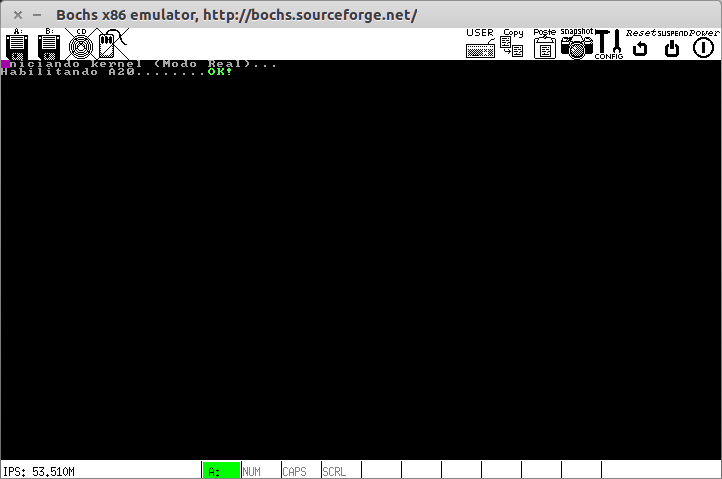 Bochs x86 emulator, http://bochs.sourceforge.net/
A: B: CD USER Copy Paste snapshot CONFIG Reset SUSPEND Power
niciando kernel (Modo Real)...
Habilitando A20........OK!
IPS: 53.510M A: NUM CAPS SCRL